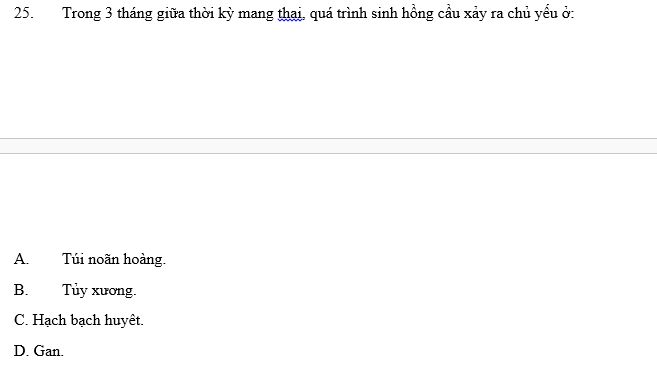 25. Trong 3 tháng giữa thời kỳ mang thai, quá trình sinh hồng cầu xảy ra chủ yếu ở:
A. Túi noãn hoàng.
B. Tủy xương.
C. Hạch bạch huyêt.
D. Gan.